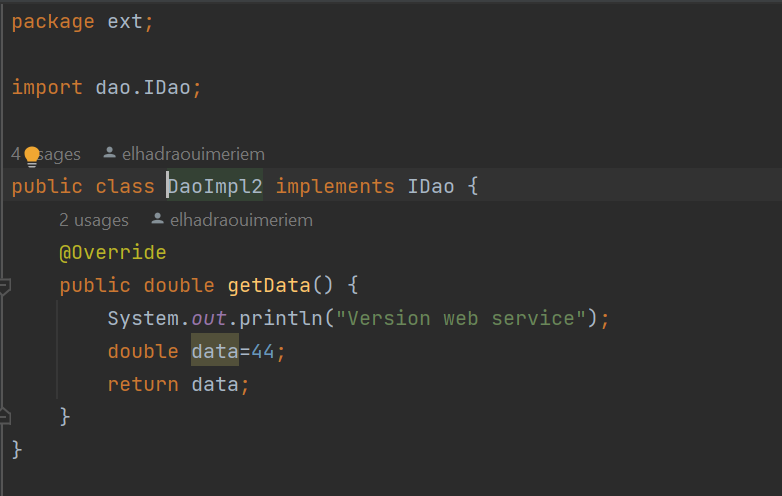 package ext;
import dao.IDao;
4 usages elhadraouimeriem
public class DaoImpl2 implements IDao {
2 usages elhadraouimeriem
@Override
public double getData() {
System.out.println("Version web service");
double data=44;
return data;
}
}